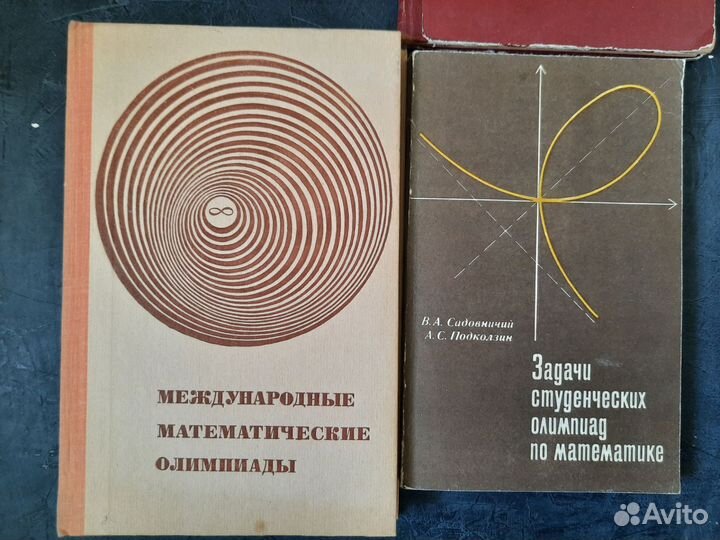 ∞
МЕЖДУНАРОДНЫЕ
МАТЕМАТИЧЕСКИЕ
ОЛИМПИАДЫ
В. А. Садовничий
А. С. Подколзин
Задачи
студенческих
олимпиад
по математике
Avito